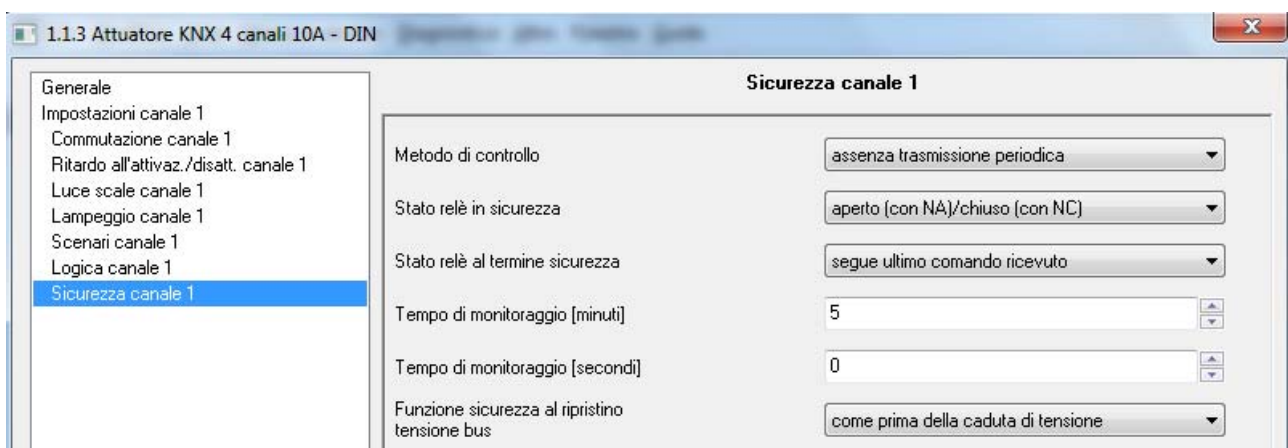 1.1.3 Attuatore KNX 4 canali 10A - DIN
Generale
Impostazioni canale 1
Commutazione canale 1
Ritardo all'attivaz./disatt. canale 1
Luce scale canale 1
Lampeggio canale 1
Scenari canale 1
Logica canale 1
Sicurezza canale 1
Sicurezza canale 1
Metodo di controllo
assenza trasmissione periodica
Stato relè in sicurezza
aperto (con NA)/chiuso (con NC)
Stato relè al termine sicurezza
segue ultimo comando ricevuto
Tempo di monitoraggio [minuti]
5
Tempo di monitoraggio [secondi]
0
Funzione sicurezza al ripristino
tensione bus
come prima della caduta di tensione